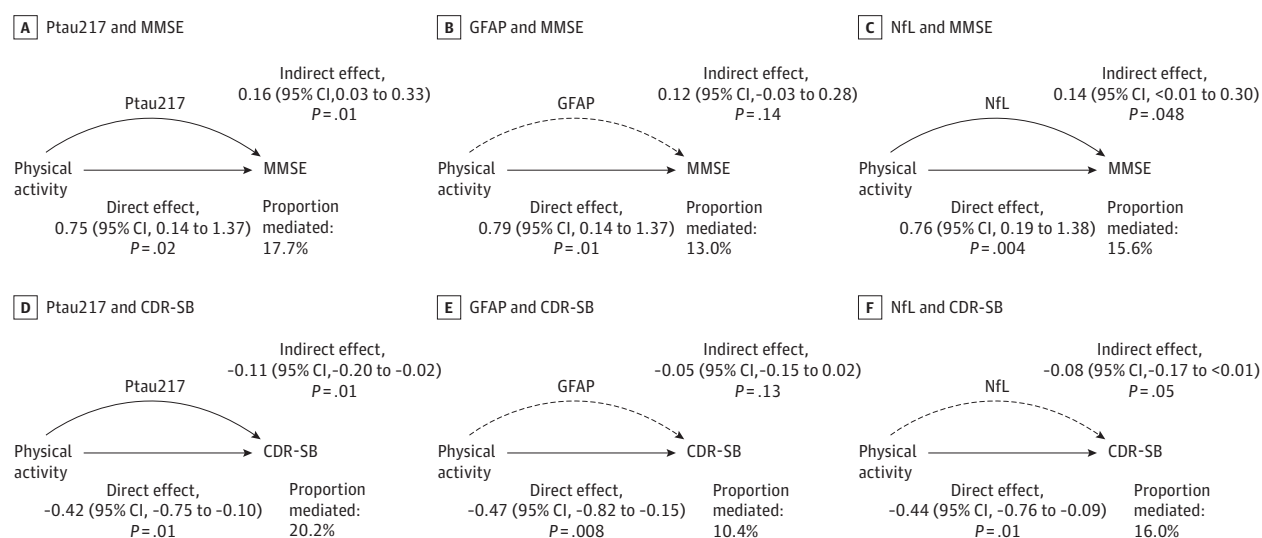 A Ptau217 and MMSE
Indirect effect,
0.16 (95% CI,0.03 to 0.33)
P=.01
Ptau217
Physical
activity
MMSE
Direct effect,
0.75 (95% CI, 0.14 to 1.37)
P=.02
Proportion
mediated:
17.7%
B GFAP and MMSE
Indirect effect,
0.12 (95% CI,-0.03 to 0.28)
P=.14
GFAP
Physical
activity
MMSE
Direct effect,
0.79 (95% CI, 0.14 to 1.37)
P=.01
Proportion
mediated:
13.0%
C NfL and MMSE
Indirect effect,
0.14 (95% CI, <0.01 to 0.30)
P=.048
NfL
Physical
activity
MMSE
Direct effect,
0.76 (95% CI, 0.19 to 1.38)
P=.004
Proportion
mediated:
15.6%
D Ptau217 and CDR-SB
Indirect effect,
-0.11 (95% CI,-0.20 to -0.02)
P=.01
Ptau217
Physical
activity
CDR-SB
Direct effect,
-0.42 (95% CI, -0.75 to -0.10)
P=.01
Proportion
mediated:
20.2%
E GFAP and CDR-SB
Indirect effect,
-0.05 (95% CI,-0.15 to 0.02)
P=.13
GFAP
Physical
activity
CDR-SB
Direct effect,
-0.47 (95% CI, -0.82 to -0.15)
P=.008
Proportion
mediated:
10.4%
F NfL and CDR-SB
Indirect effect,
-0.08 (95% CI,-0.17 to <0.01)
P=.05
NfL
Physical
activity
CDR-SB
Direct effect,
-0.44 (95% CI, -0.76 to -0.09)
P=.01
Proportion
mediated:
16.0%